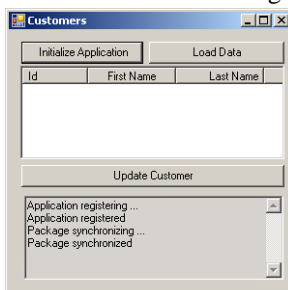 Customers
Initialize Application Load Data
Id First Name Last Name
Update Customer
Application registering ...
Application registered
Package synchronizing ...
Package synchronized